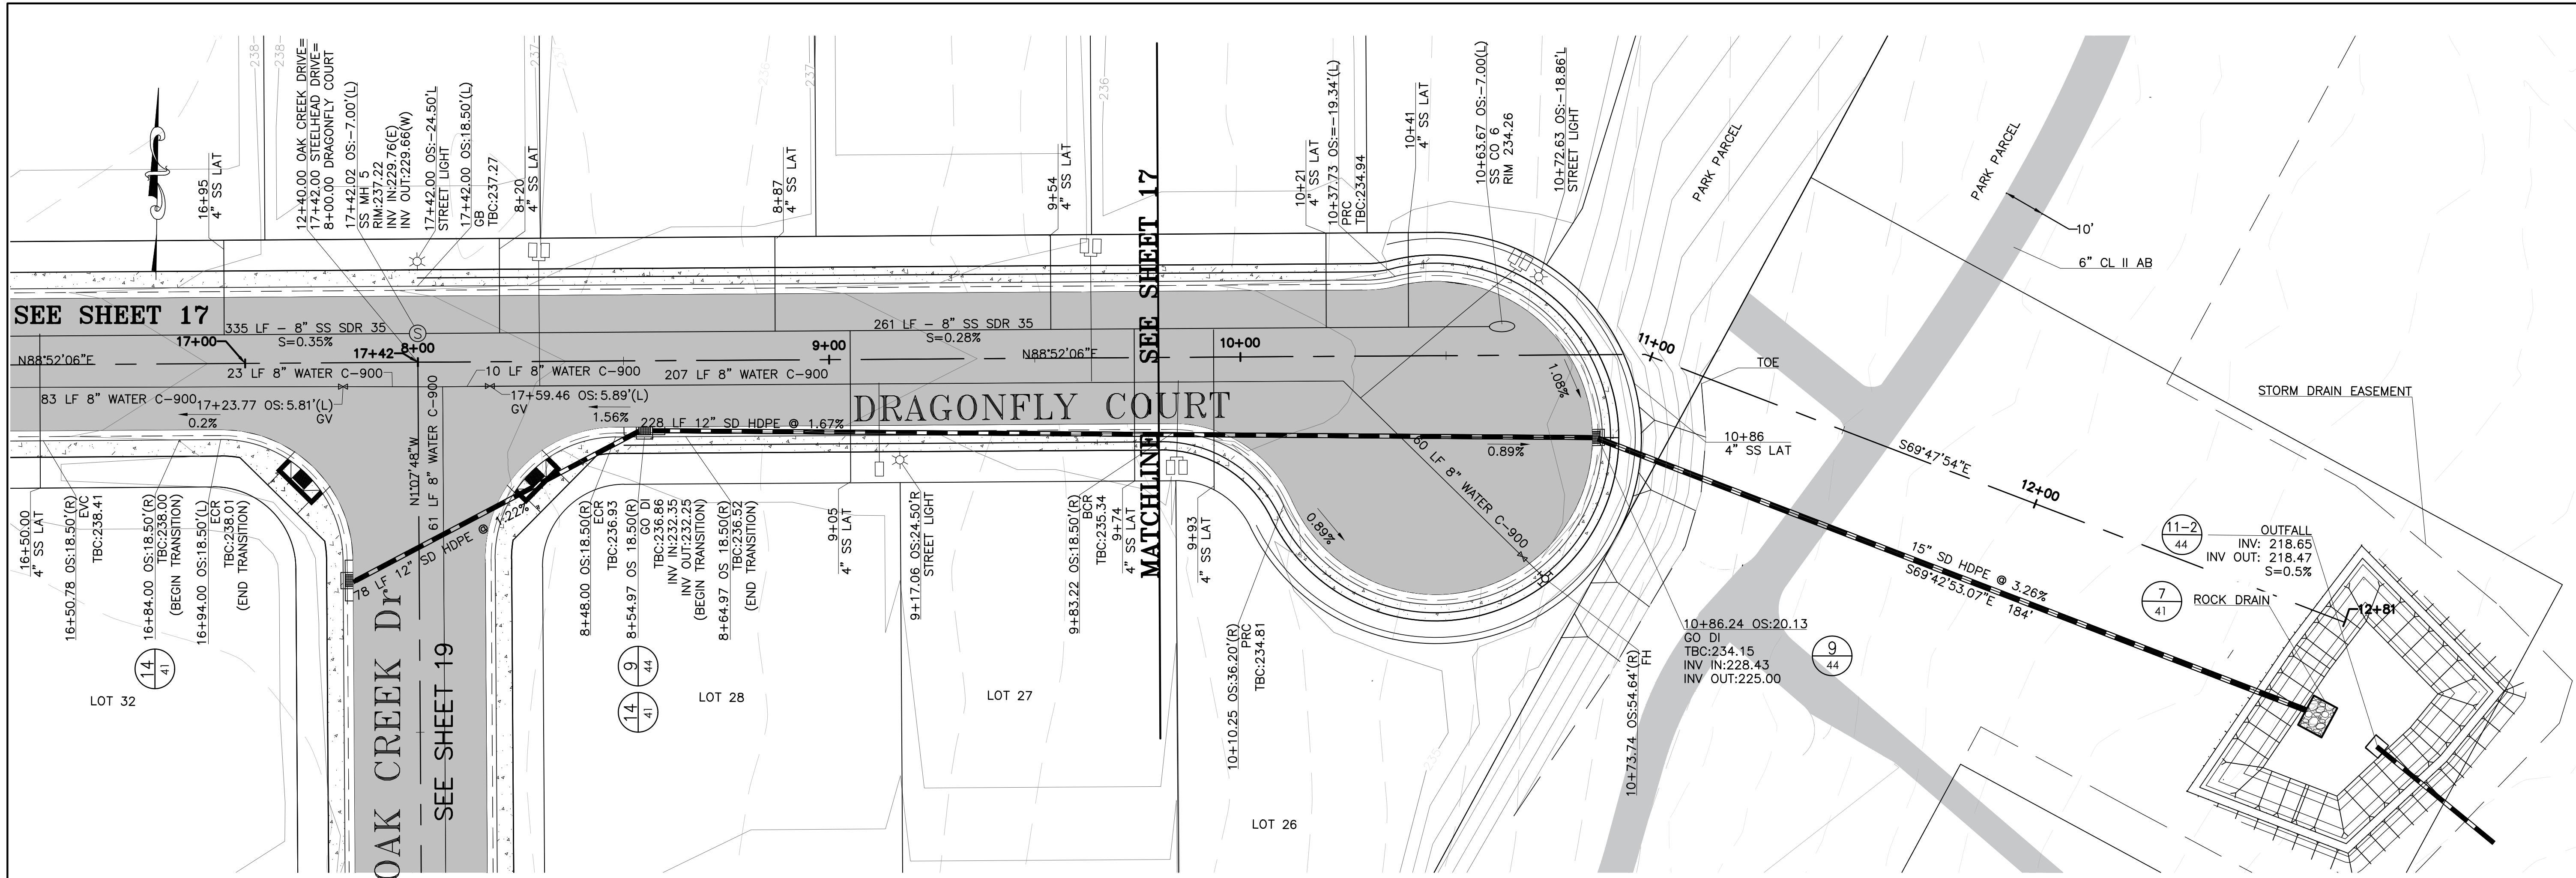 238
238
237
236
237
236
16+95
4" SS LAT
12+40.00 OAK CREEK DRIVE=
17+42.00 STEELHEAD DRIVE=
8+00.00 DRAGONFLY COURT
17+42.02 OS:-7.00'(L)
SS MH 5
RIM:237.22
INV IN:229.76(E)
INV OUT:229.66(W)
17+42.00 OS:-24.50'L
STREET LIGHT
17+42.00 OS:18.50'(L)
GB
TBC:237.27
8+20
4" SS LAT
8+87
4" SS LAT
9+54
4" SS LAT
MATCHLINE SEE SHEET 17
10+21
4" SS LAT
10+37.73 OS:=-19.34'(L)
PRC
TBC:234.94
10+41
4" SS LAT
10+63.67 OS:-7.00(L)
SS CO 6
RIM 234.26
10+72.63 OS:-18.86'L
STREET LIGHT
PARK PARCEL
PARK PARCEL
10'
6" CL II AB
SEE SHEET 17
335 LF - 8" SS SDR 35
S=0.35%
17+00
17+42
8+00
261 LF - 8" SS SDR 35
S=0.28%
9+00
10+00
11+00
N88°52'06"E
N88°52'06"E
23 LF 8" WATER C-900
10 LF 8" WATER C-900
207 LF 8" WATER C-900
83 LF 8" WATER C-900
17+23.77 OS: 5.81'(L)
GV
0.2%
17+59.46 OS: 5.89'(L)
GV
1.56%
228 LF 12" SD HDPE @ 1.67%
DRAGONFLY COURT
1.08%
0.89%
0.89%
60 LF 8" WATER C-900
TOE
10+86
4" SS LAT
STORM DRAIN EASEMENT
S69°47'54"E
12+00
N1°07'48"W
61 LF 8" WATER C-900
78 LF 12" SD HDPE @ 1.22%
OAK CREEK Dr
SEE SHEET 19
16+50.00
4" SS LAT
16+50.78 OS:18.50'(R)
EVC
TBC:238.41
16+84.00 OS:18.50'(R)
TBC:238.00
(BEGIN TRANSITION)
16+94.00 OS:18.50'(L)
ECR
TBC:238.01
(END TRANSITION)
14
41
LOT 32
8+48.00 OS:18.50(R)
ECR
TBC:236.93
8+54.97 OS 18.50(R)
GO DI
TBC:236.86
INV IN:232.35
INV OUT:232.25
(BEGIN TRANSITION)
8+64.97 OS 18.50(R)
TBC:236.52
(END TRANSITION)
9
44
14
41
LOT 28
9+05
4" SS LAT
9+17.06 OS:24.50'R
STREET LIGHT
LOT 27
9+83.22 OS:18.50'(R)
BCR
TBC:235.34
9+74
4" SS LAT
9+93
4" SS LAT
10+10.25 OS:36.20'(R)
PRC
TBC:234.81
LOT 26
10+73.74 OS:54.64'(R)
FH
10+86.24 OS:20.13
GO DI
TBC:234.15
INV IN:228.43
INV OUT:225.00
9
44
15" SD HDPE @ 3.26%
S69°42'53.07"E 184'
11-2
44
OUTFALL
INV: 218.65
INV OUT: 218.47
S=0.5%
7
41
ROCK DRAIN
12+81